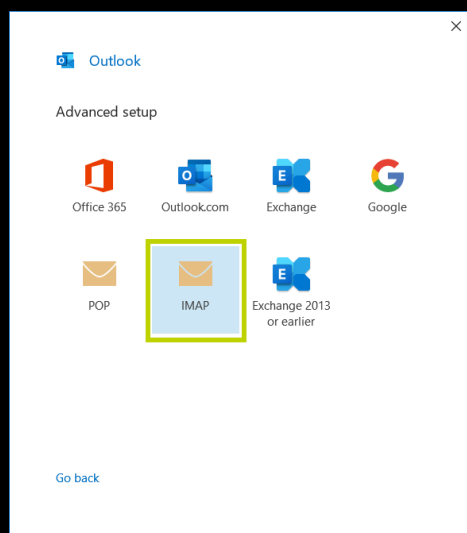 Outlook
Advanced setup
Office 365
Outlook.com
Exchange
Google
POP
IMAP
Exchange 2013
or earlier
Go back